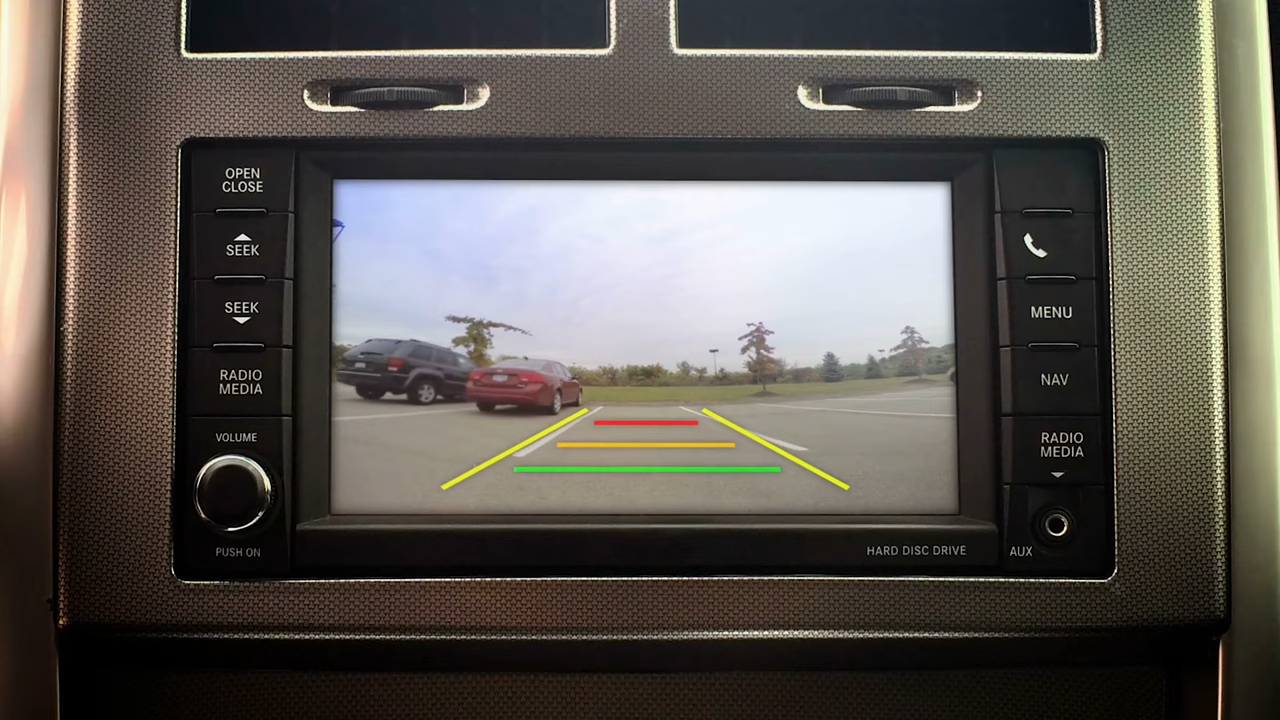 OPEN
CLOSE
SEEK
SEEK
RADIO
MEDIA
VOLUME
PUSH ON
MENU
NAV
RADIO
MEDIA
AUX
HARD DISC DRIVE